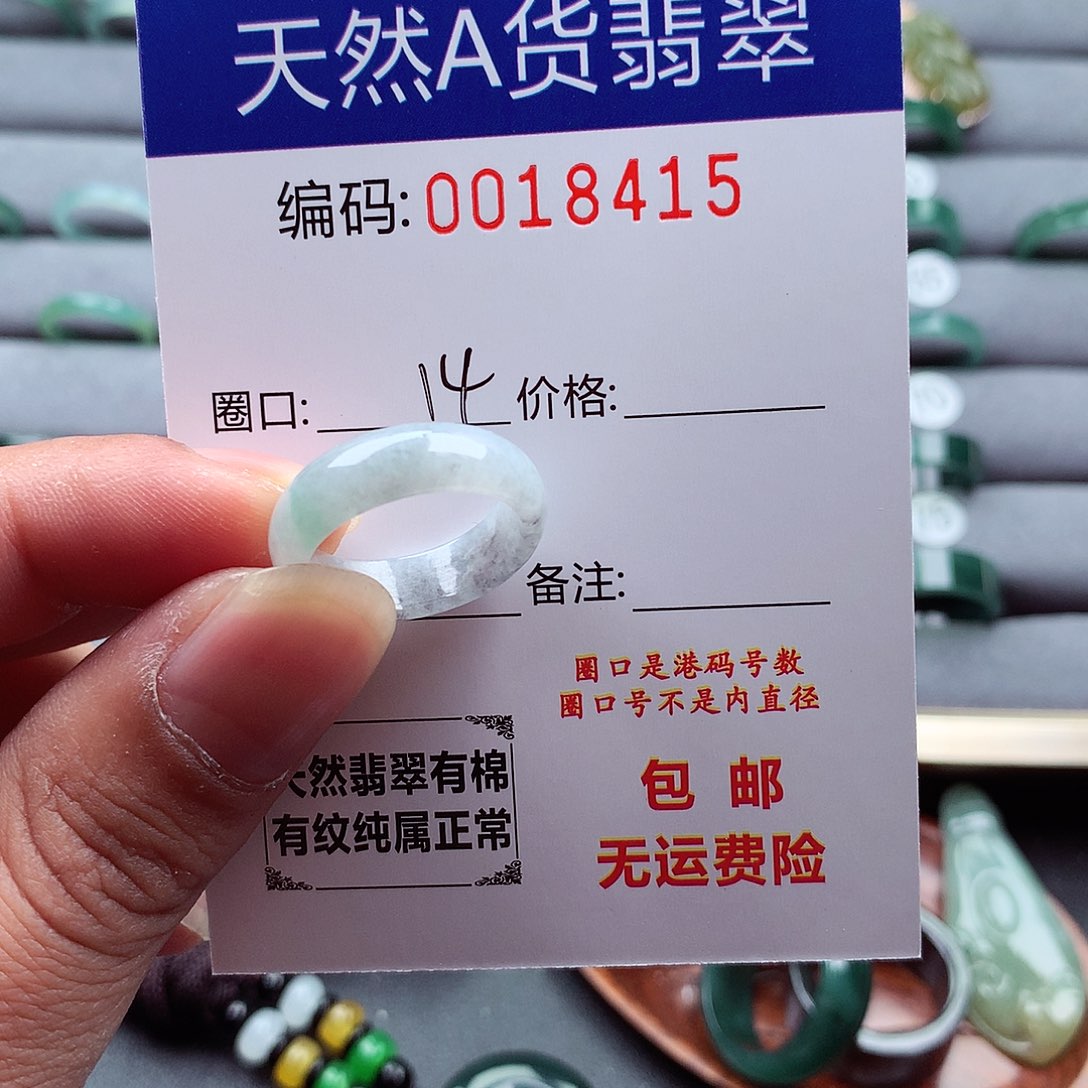 天然A货翡翠
编码:0018415
圈口: 14 价格:
备注:
圈口是港码号数
圈口号不是内直径
天然翡翠有棉
有纹纯属正常
包 邮
无运费险